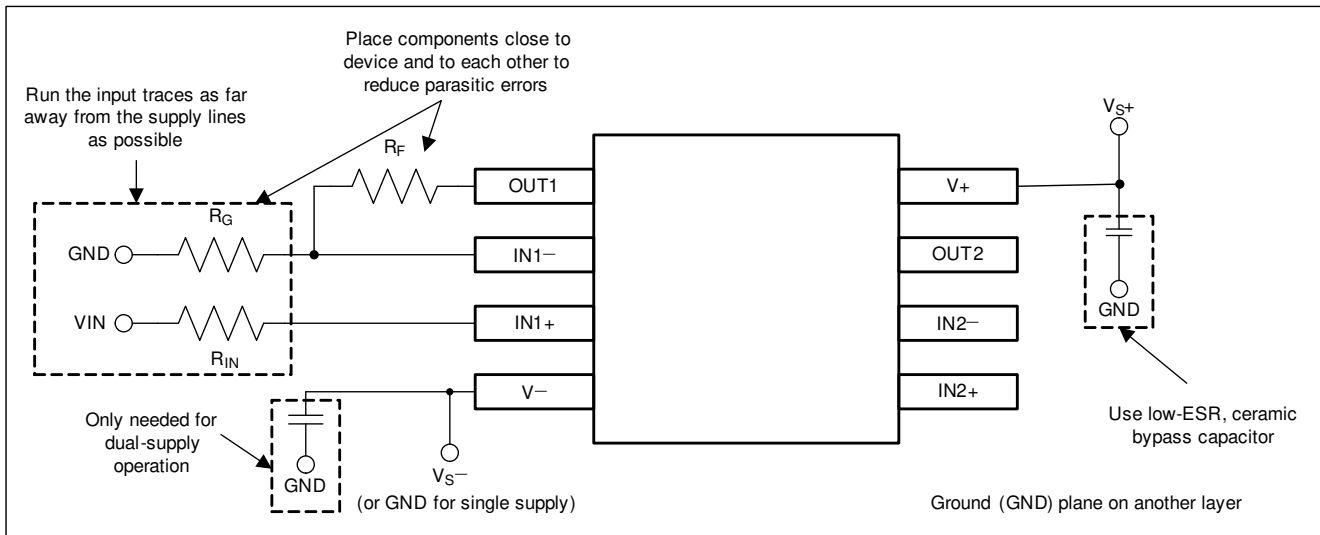 Place components close to
device and to each other to
reduce parasitic errors
Run the input traces as far
away from the supply lines
as possible
VS+
RF
OUT1
V+
RG
GND
IN1−
OUT2
GND
VIN
IN1+
IN2−
RIN
V−
IN2+
Only needed for
dual-supply
operation
Use low-ESR, ceramic
bypass capacitor
GND
VS−
(or GND for single supply)
Ground (GND) plane on another layer